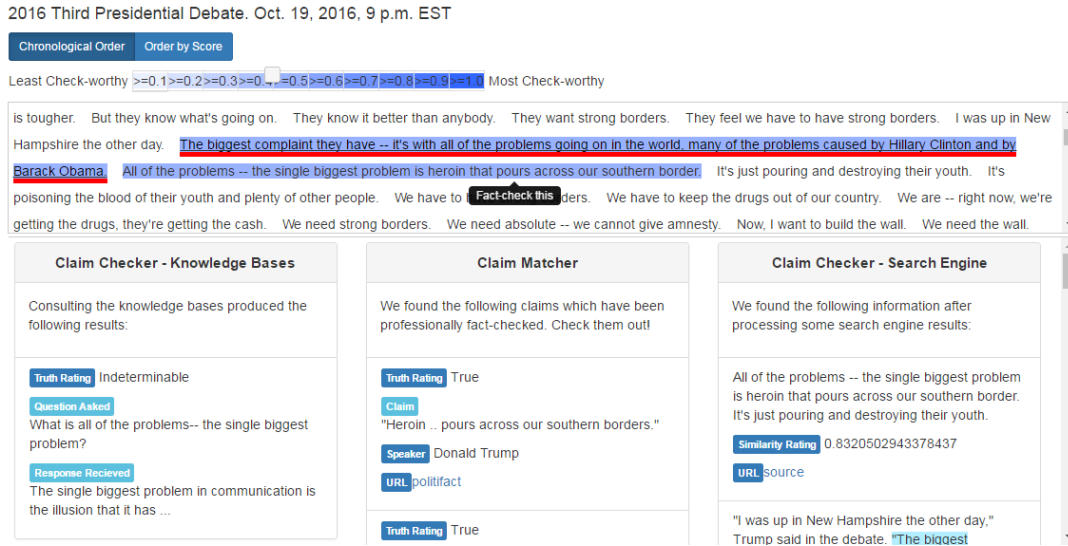 2016 Third Presidential Debate. Oct. 19, 2016, 9 p.m. EST
Chronological Order Order by Score
Least Check-worthy >=0.1 >=0.2 >=0.3 >=0.4 >=0.5 >=0.6 >=0.7 >=0.8 >=0.9 >=1.0 Most Check-worthy
is tougher. But they know what's going on. They know it better than anybody. They want strong borders. They feel we have to have strong borders. I was up in New
Hampshire the other day. The biggest complaint they have -- it's with all of the problems going on in the world, many of the problems caused by Hillary Clinton and by
Barack Obama. All of the problems -- the single biggest problem is heroin that pours across our southern border. It's just pouring and destroying their youth. It's
poisoning the blood of their youth and plenty of other people. We have to Fact-check this ders. We have to keep the drugs out of our country. We are -- right now, we're
getting the drugs, they're getting the cash. We need strong borders. We need absolute -- we cannot give amnesty. Now, I want to build the wall. We need the wall.
Claim Checker - Knowledge Bases
Consulting the knowledge bases produced the
following results:
Truth Rating Indeterminable
Question Asked
What is all of the problems-- the single biggest
problem?
Response Recieved
The single biggest problem in communication is
the illusion that it has ...
Claim Matcher
We found the following claims which have been
professionally fact-checked. Check them out!
Truth Rating True
Claim
"Heroin .. pours across our southern borders."
Speaker Donald Trump
URL politifact
Truth Rating True
Claim Checker - Search Engine
We found the following information after
processing some search engine results:
All of the problems -- the single biggest problem
is heroin that pours across our southern border.
It's just pouring and destroying their youth.
Similarity Rating 0.8320502943378437
URL source
"I was up in New Hampshire the other day,"
Trump said in the debate. "The biggest